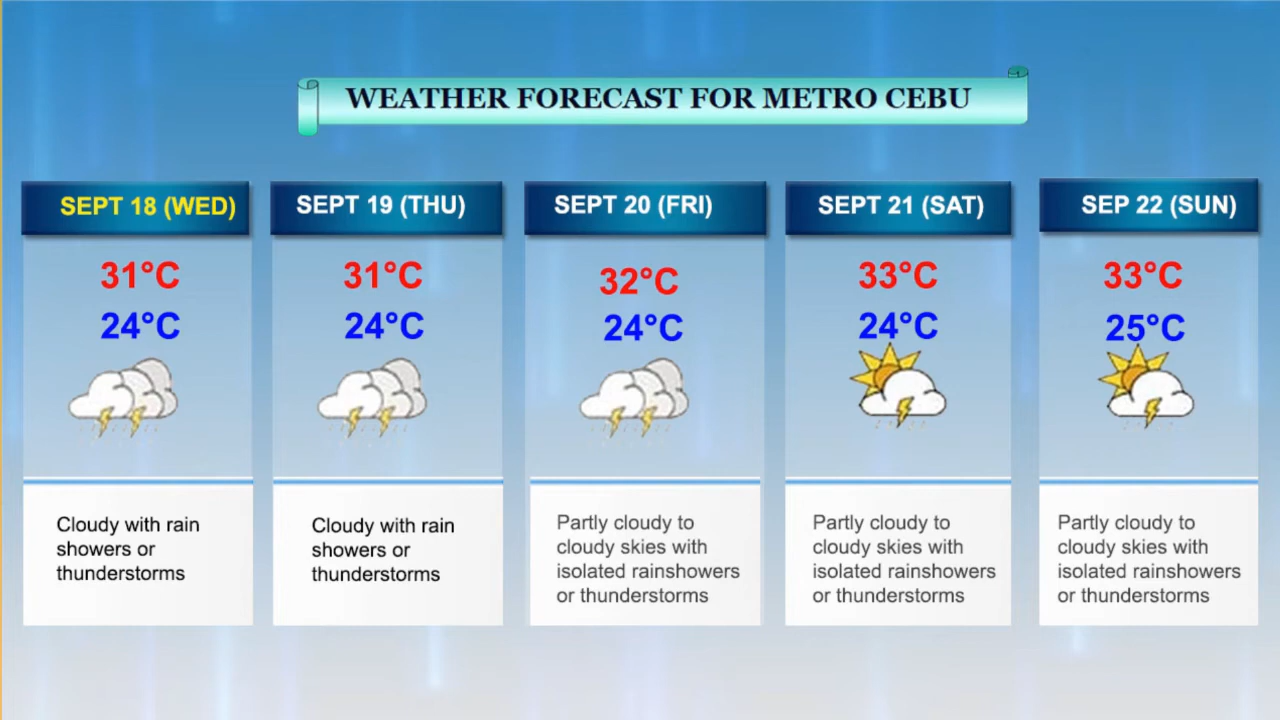 WEATHER FORECAST FOR METRO CEBU
SEPT 18 (WED)
31°C
24°C
Cloudy with rain
showers or
thunderstorms
SEPT 19 (THU)
31°C
24°C
Cloudy with rain
showers or
thunderstorms
SEPT 20 (FRI)
32°C
24°C
Partly cloudy to
cloudy skies with
isolated rainshowers
or thunderstorms
SEPT 21 (SAT)
33°C
24°C
Partly cloudy to
cloudy skies with
isolated rainshowers
or thunderstorms
SEP 22 (SUN)
33°C
25°C
Partly cloudy to
cloudy skies with
isolated rainshowers
or thunderstorms